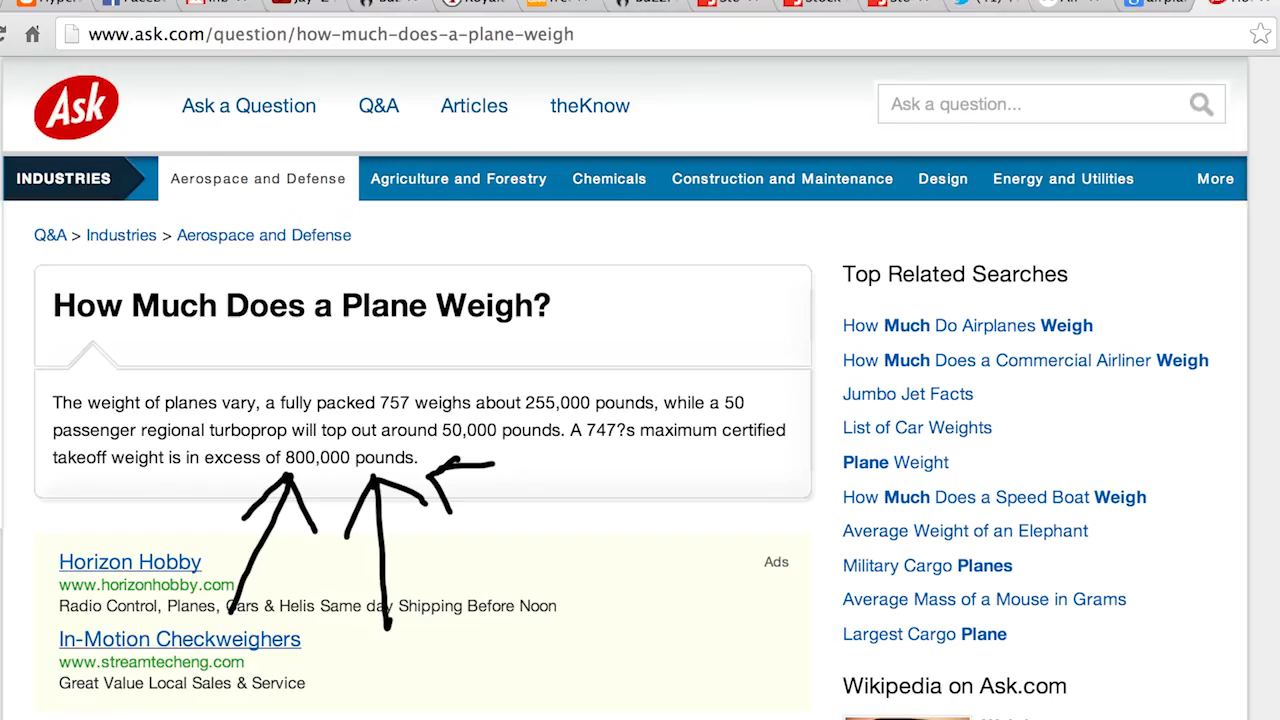 www.ask.com/question/how-much-does-a-plane-weigh
Ask
Ask a Question Q&A Articles theKnow
Ask a question...
INDUSTRIES Aerospace and Defense Agriculture and Forestry Chemicals Construction and Maintenance Design Energy and Utilities More
Q&A > Industries > Aerospace and Defense
How Much Does a Plane Weigh?
The weight of planes vary, a fully packed 757 weighs about 255,000 pounds, while a 50
passenger regional turboprop will top out around 50,000 pounds. A 747?s maximum certified
takeoff weight is in excess of 800,000 pounds.
Horizon Hobby
Ads
www.horizonhobby.com
Radio Control, Planes, Cars & Helis Same day Shipping Before Noon
In-Motion Checkweighers
www.streamtecheng.com
Great Value Local Sales & Service
Top Related Searches
How Much Do Airplanes Weigh
How Much Does a Commercial Airliner Weigh
Jumbo Jet Facts
List of Car Weights
Plane Weight
How Much Does a Speed Boat Weigh
Average Weight of an Elephant
Military Cargo Planes
Average Mass of a Mouse in Grams
Largest Cargo Plane
Wikipedia on Ask.com